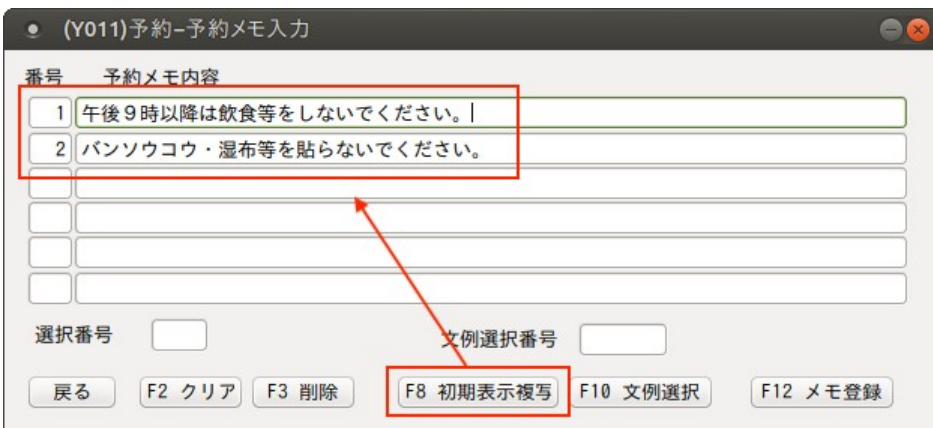 (Y011)予約−予約メモ入力
番号 予約メモ内容
1 午後９時以降は飲食等をしないでください。
2 バンソウコウ・湿布等を貼らないでください。
選択番号 文例選択番号
戻る F2 クリア F3 削除 F8 初期表示複写 F10 文例選択 F12 メモ登録